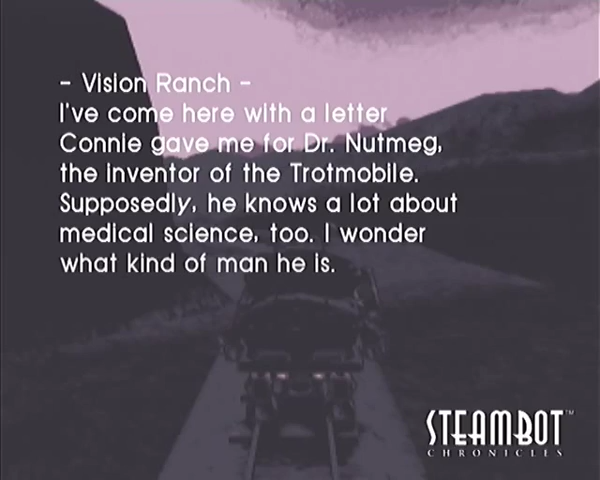 - Vision Ranch -
I've come here with a letter
Connie gave me for Dr. Nutmeg,
the inventor of the Trotmobile.
Supposedly, he knows a lot about
medical science, too. I wonder
what kind of man he is.
STEAMBOT™
CHRONICLES